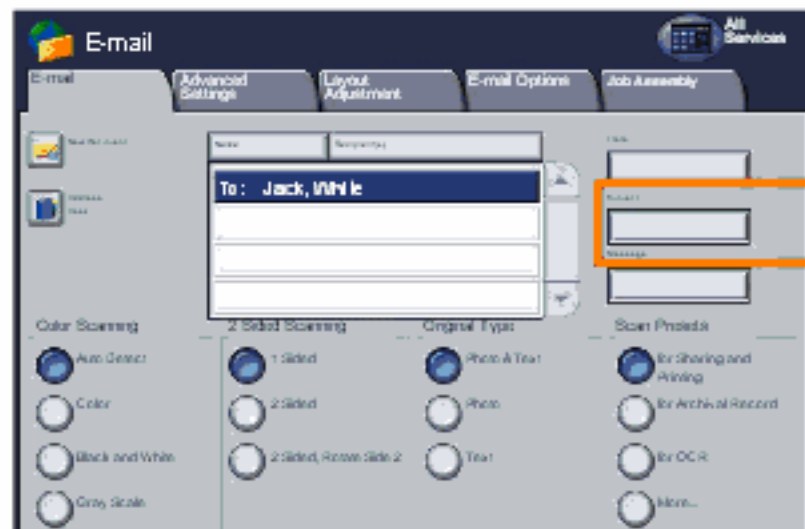 E-mail
All Services
E-mail
Advanced Settings
Layout Adjustment
E-mail Options
Job Assembly
To: Jack, White
Message
Color Scanning
2 Sided Scanning
Original Type
Scan Presets
Auto Detect
1 Sided
Photo & Text
for Sharing and Printing
Color
2 Sided
Photo
for Archival Record
Black and White
2 Sided, Rotate Side 2
Text
for OCR
Gray Scale
More...